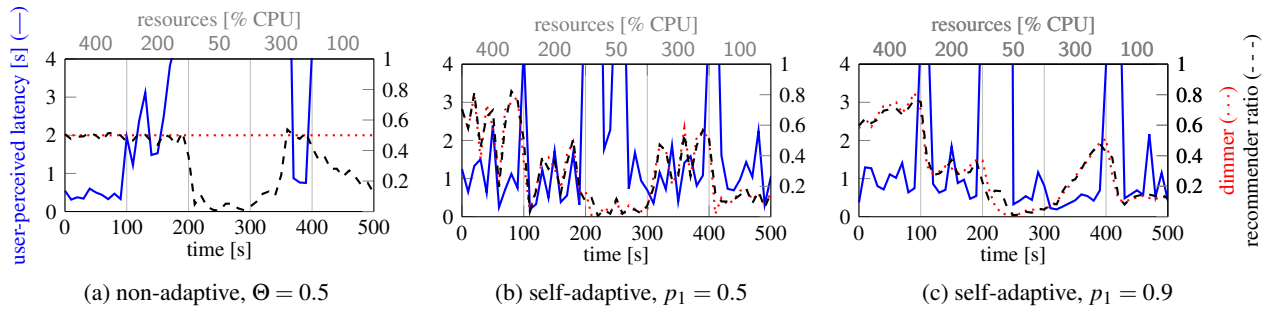 resources [% CPU]
400 200 50 300 100
user-perceived latency [s] (—)
4
3
2
1
0
1
0.8
0.6
0.4
0.2
0 100 200 300 400 500
time [s]
(a) non-adaptive, Θ = 0.5
resources [% CPU]
400 200 50 300 100
4
3
2
1
0
1
0.8
0.6
0.4
0.2
0 100 200 300 400 500
time [s]
(b) self-adaptive, p1 = 0.5
resources [% CPU]
400 200 50 300 100
4
3
2
1
0
1
0.8
0.6
0.4
0.2
0 100 200 300 400 500
time [s]
dimmer (· · ·)
recommender ratio (- - -)
(c) self-adaptive, p1 = 0.9